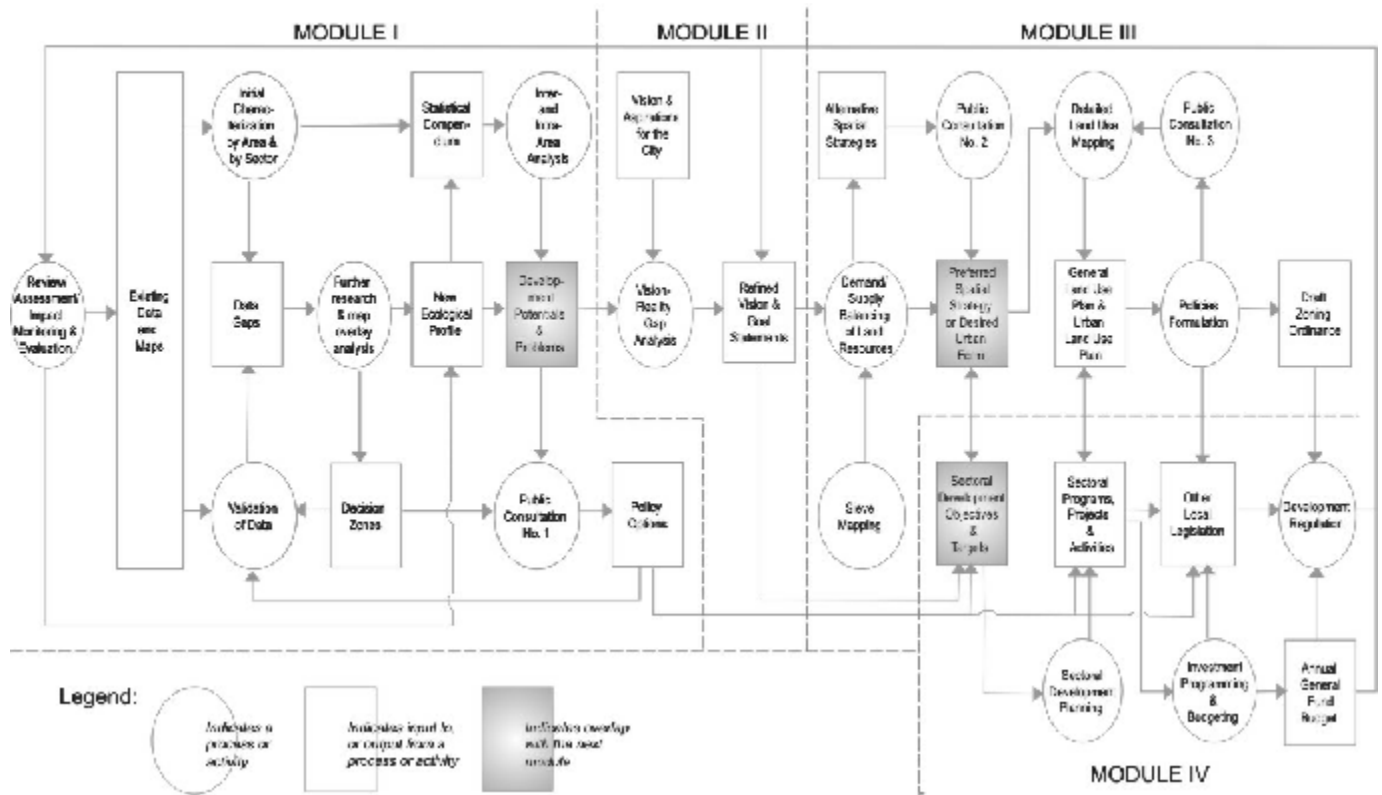 MODULE I
MODULE II
MODULE III
Initial
Charac-
terization
by Area &
by Sector
Statistical
Compen-
dium
Inter-
and
Intra-
Area
Analysis
Vision &
Aspirations
for the
City
Alternative
Spatial
Strategies
Public
Consultation
No. 2
Detailed
Land Use
Mapping
Public
Consultation
No. 3
Review
Assessment/
Impact
Monitoring &
Evaluation
Existing
Data
and
Maps
Data
Gaps
Further
research
& map
overlay
analysis
New
Ecological
Profile
Develop-
ment
Potentials
&
Problems
Vision-
Reality
Gap
Analysis
Refined
Vision &
Goal
Statements
Demand/
Supply
Balancing
of Land
Resources
Preferred
Spatial
Strategy
or Desired
Urban
Form
General
Land Use
Plan &
Urban
Land Use
Plan
Policies
Formulation
Draft
Zoning
Ordinance
Validation
of Data
Decision
Zones
Public
Consultation
No. 1
Policy
Options
Sieve
Mapping
Sectoral
Development
Objectives
&
Targets
Sectoral
Programs,
Projects
&
Activities
Other
Local
Legislation
Development
Regulation
Sectoral
Development
Planning
Investment
Programming
&
Budgeting
Annual
General
Fund
Budget
MODULE IV
Legend:
Indicates a
process or
activity
Indicates input to,
or output from a
process or activity
Indicates overlap
with the next
module